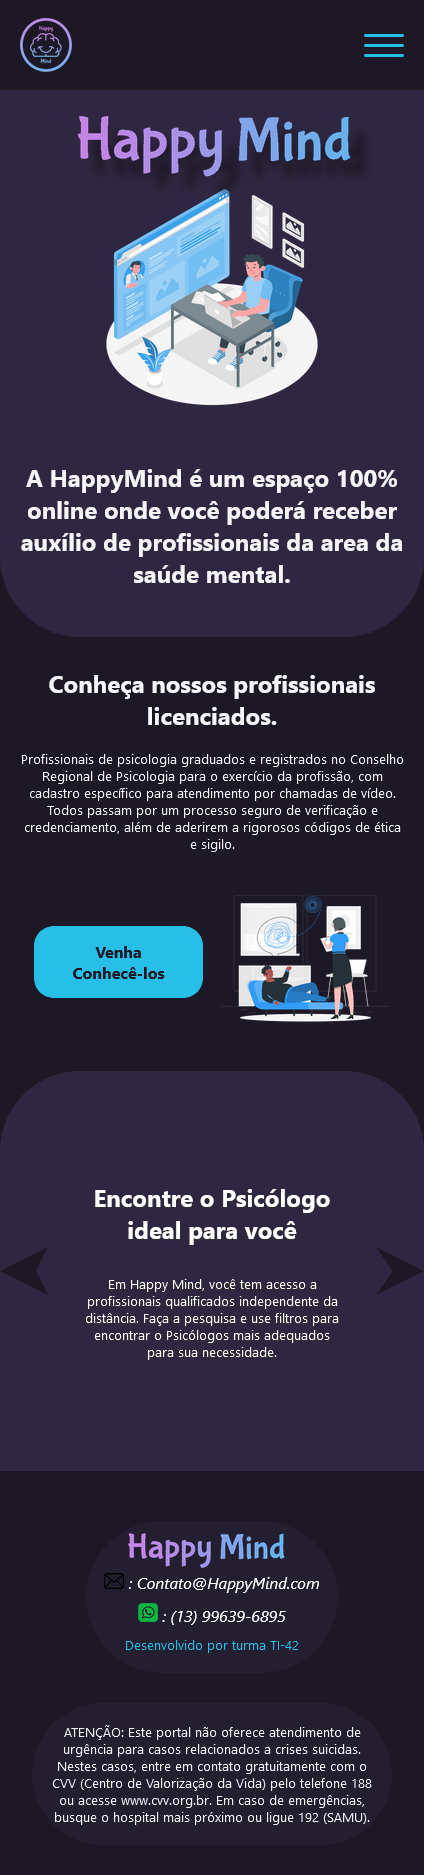 Happy
Mind
Happy Mind
A HappyMind é um espaço 100%
online onde você poderá receber
auxílio de profissionais da area da
saúde mental.
Conheça nossos profissionais
licenciados.
Profissionais de psicologia graduados e registrados no Conselho
Regional de Psicologia para o exercício da profissão, com
cadastro específico para atendimento por chamadas de vídeo.
Todos passam por um processo seguro de verificação e
credenciamento, além de aderirem a rigorosos códigos de ética
e sigilo.
Venha
Conhecê-los
Encontre o Psicólogo
ideal para você
Em Happy Mind, você tem acesso a
profissionais qualificados independente da
distância. Faça a pesquisa e use filtros para
encontrar o Psicólogos mais adequados
para sua necessidade.
Happy Mind
: Contato@HappyMind.com
: (13) 99639-6895
Desenvolvido por turma TI-42
ATENÇÃO: Este portal não oferece atendimento de
urgência para casos relacionados a crises suicidas.
Nestes casos, entre em contato gratuitamente com o
CVV (Centro de Valorização da Vida) pelo telefone 188
ou acesse www.cvv.org.br. Em caso de emergências,
busque o hospital mais próximo ou ligue 192 (SAMU).